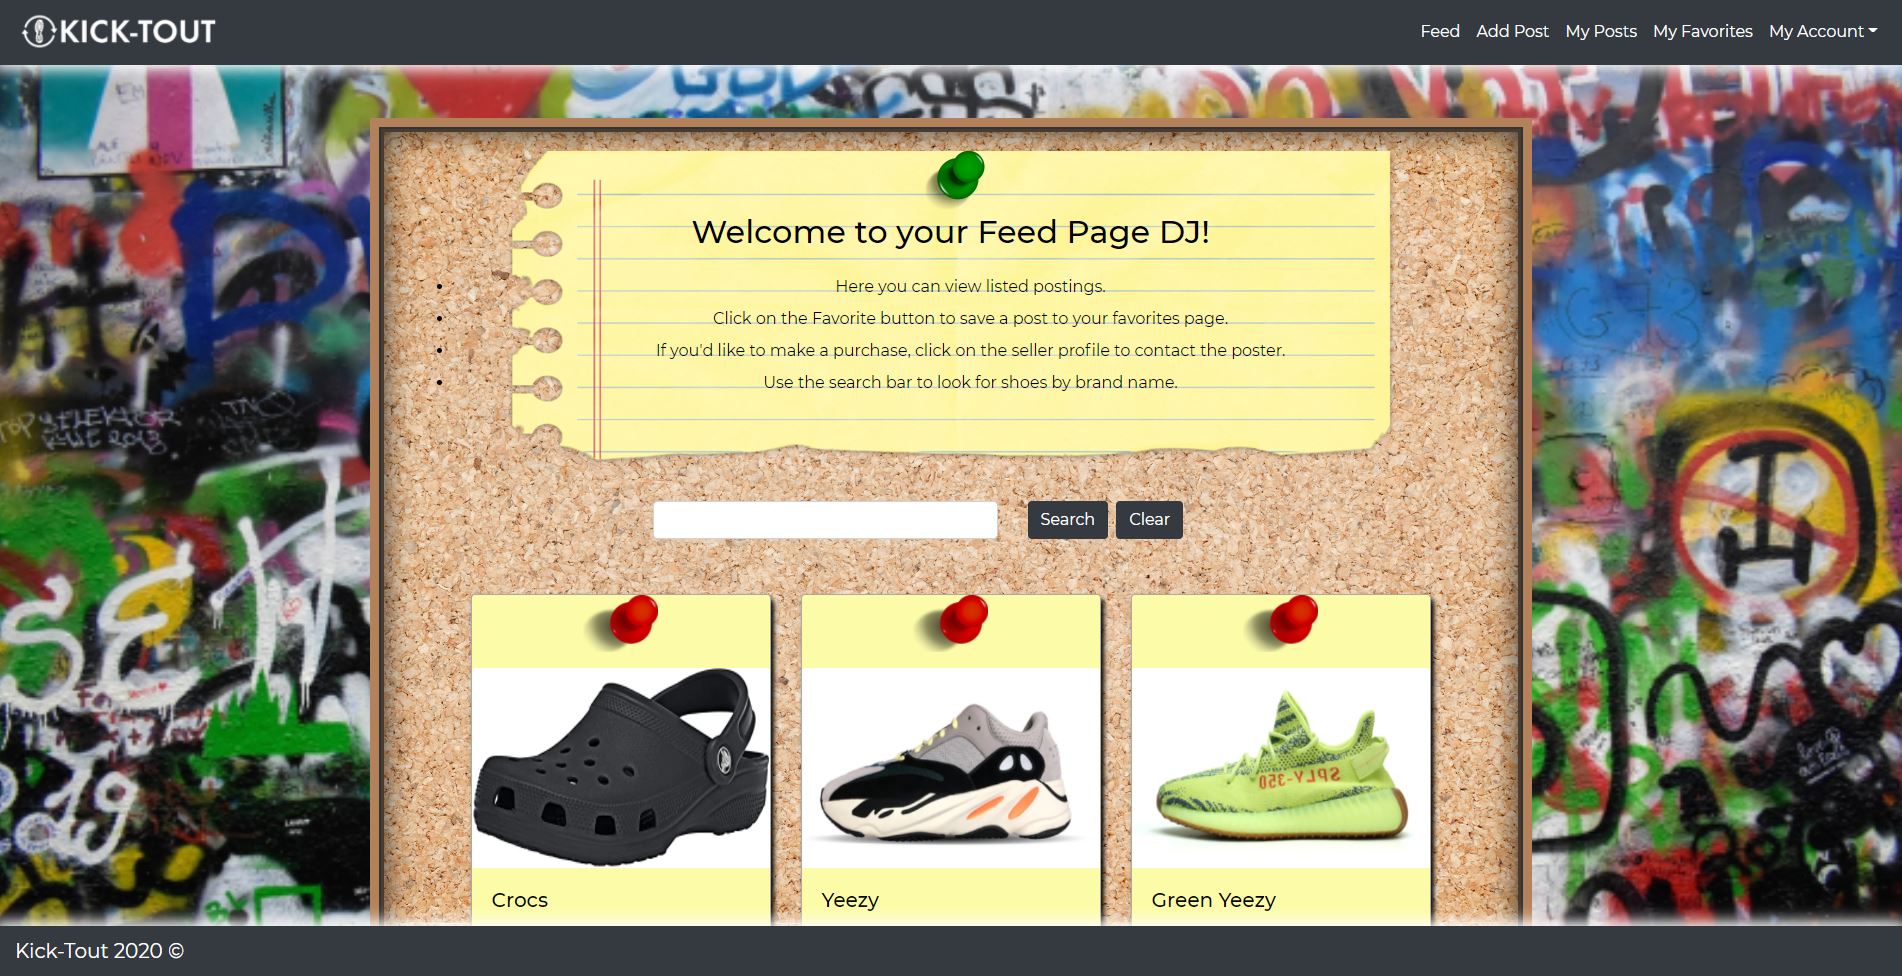 KICK-TOUT
Feed Add Post My Posts My Favorites My Account
Welcome to your Feed Page DJ!
Here you can view listed postings.
Click on the Favorite button to save a post to your favorites page.
If you'd like to make a purchase, click on the seller profile to contact the poster.
Use the search bar to look for shoes by brand name.
Search Clear
SPLY-350
Crocs
Yeezy
Green Yeezy
Kick-Tout 2020 ©